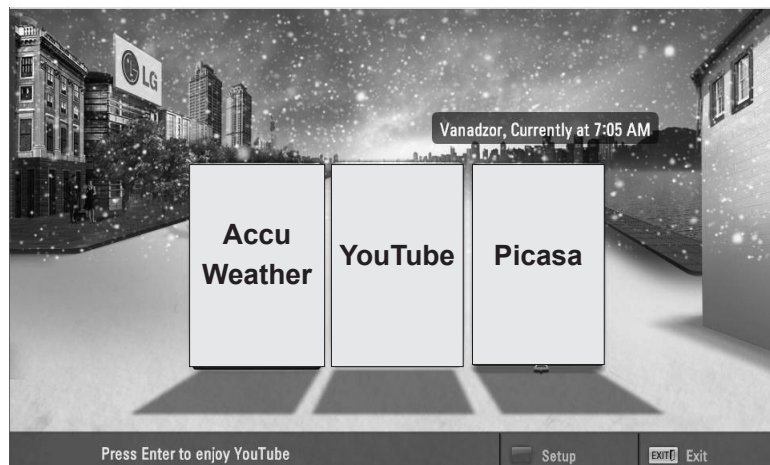 LG
Vanadzor, Currently at 7:05 AM
Accu
Weather
YouTube
Picasa
Press Enter to enjoy YouTube
Setup
EXIT
Exit